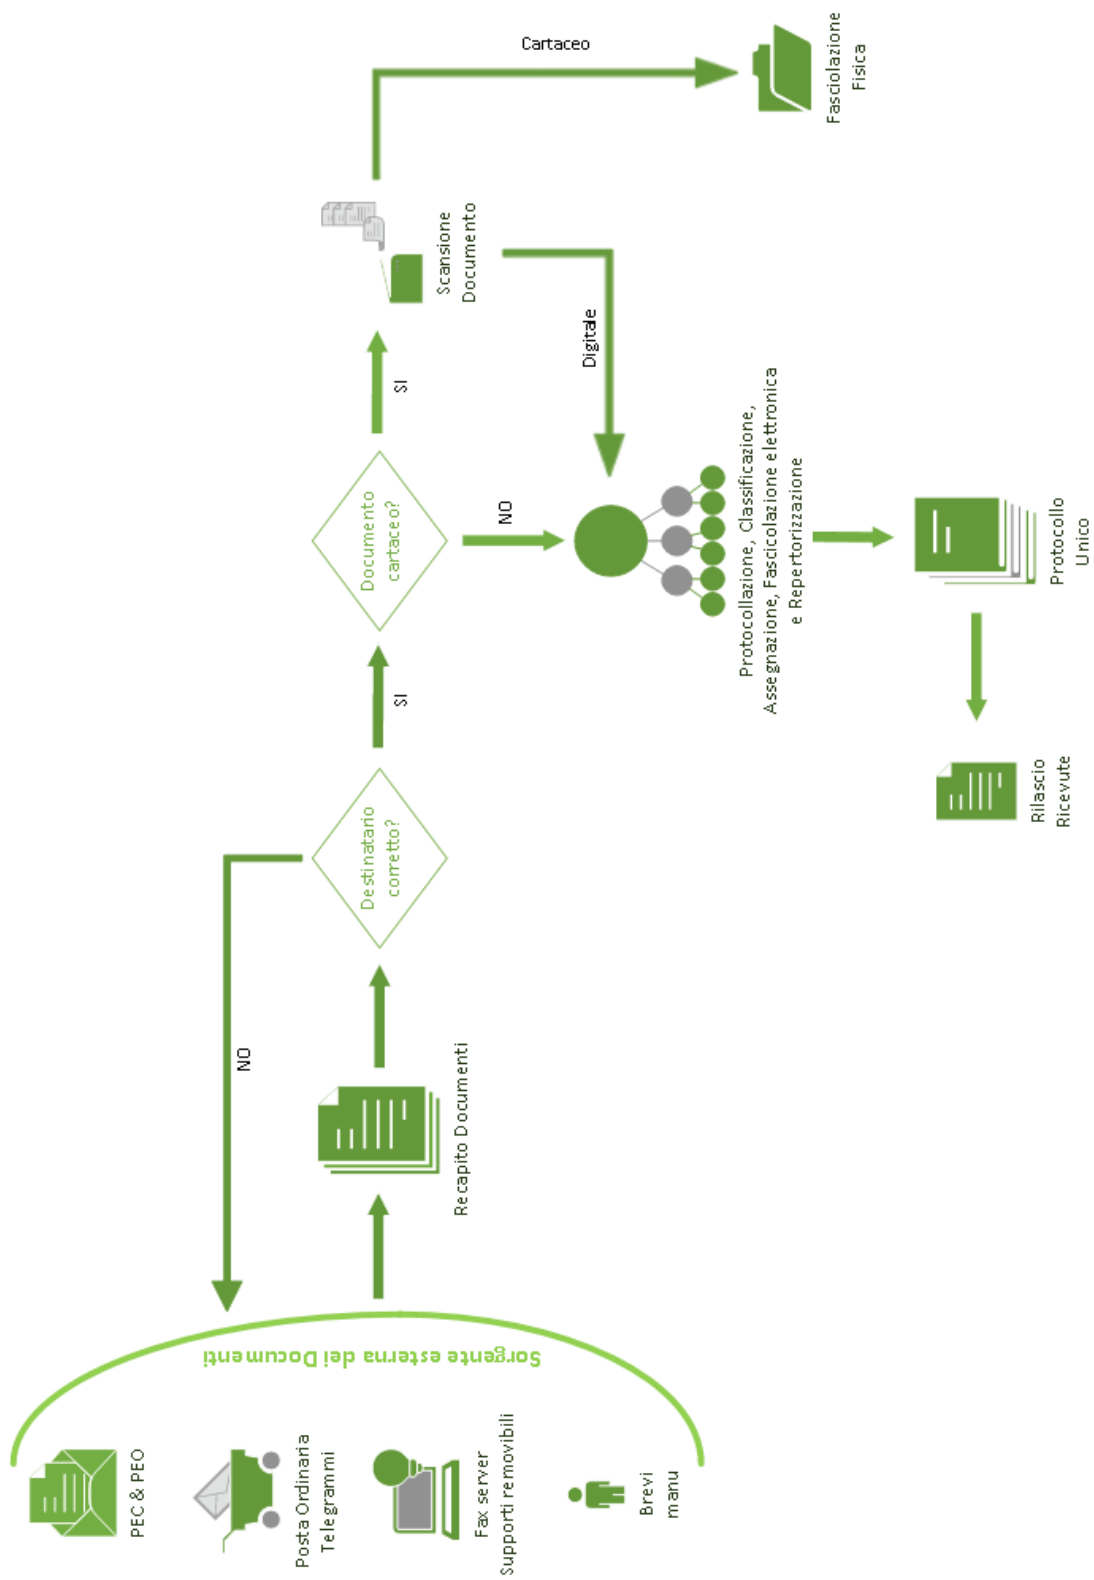 PEC & PEO
Posta Ordinaria
Telegrammi
Fax server
Supporti removibili
Brevi
manu
Sorgente esterna dei Documenti
Recapito Documenti
NO
Destinatario
corretto?
SI
Documento
cartaceo?
SI
NO
Scansione
Documento
Cartaceo
Digitale
Fasciolazione
Fisica
Protocollazione, Classificazione,
Assegnazione, Fascicolazione elettronica
e Repertorizzazione
Protocollo
Unico
Rilascio
Ricevute